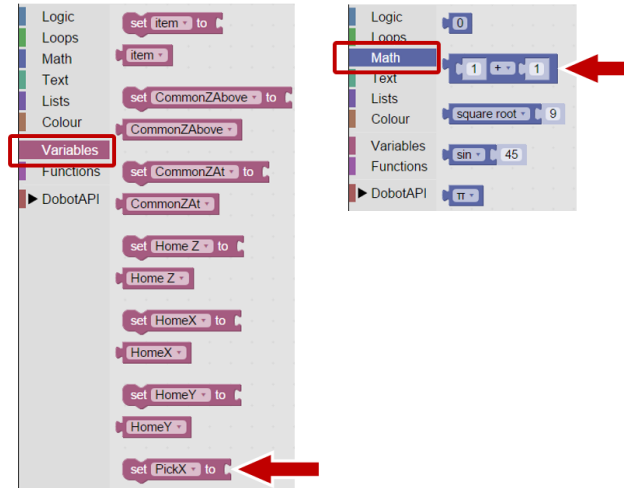 Logic
Loops
Math
Text
Lists
Colour
Variables
Functions
DobotAPI
set item to
item
set CommonZAbove to
CommonZAbove
set CommonZAt to
CommonZAt
set Home Z to
Home Z
set HomeX to
HomeX
set HomeY to
HomeY
set PickX to
Logic
Loops
Math
Text
Lists
Colour
Variables
Functions
DobotAPI
0
1 + 1
square root 9
sin 45
π